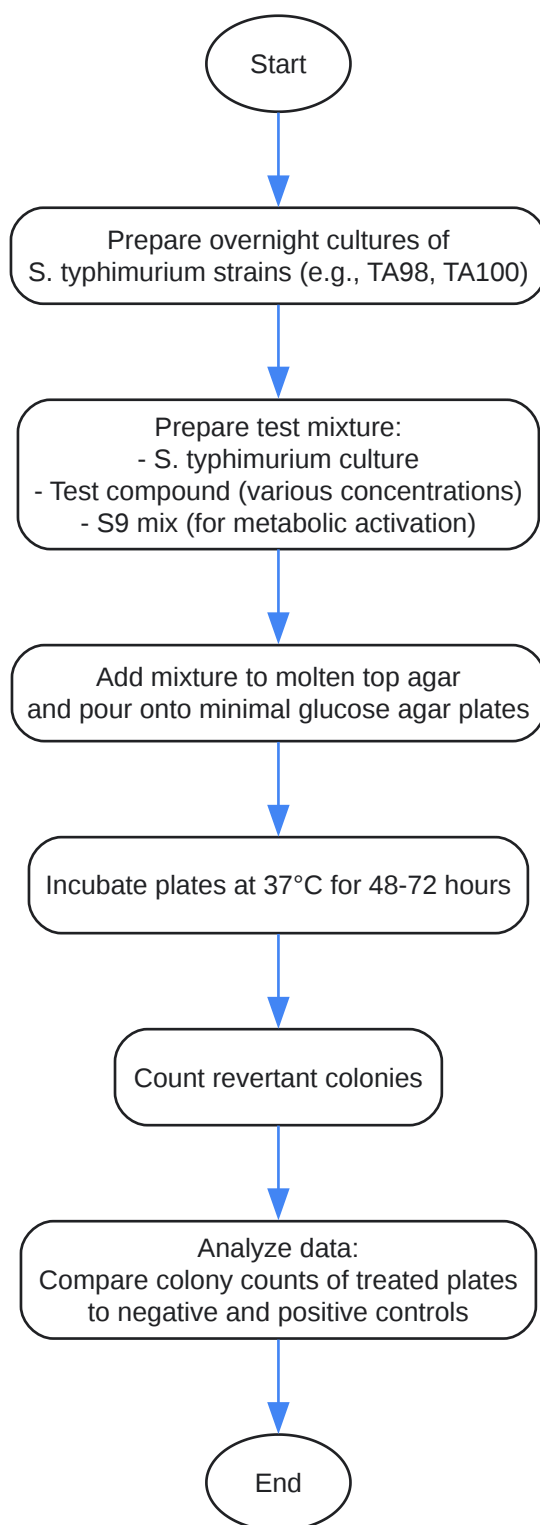 Start
Prepare overnight cultures of
S. typhimurium strains (e.g., TA98, TA100)
Prepare test mixture:
- S. typhimurium culture
- Test compound (various concentrations)
- S9 mix (for metabolic activation)
Add mixture to molten top agar
and pour onto minimal glucose agar plates
Incubate plates at 37°C for 48-72 hours
Count revertant colonies
Analyze data:
Compare colony counts of treated plates
to negative and positive controls
End